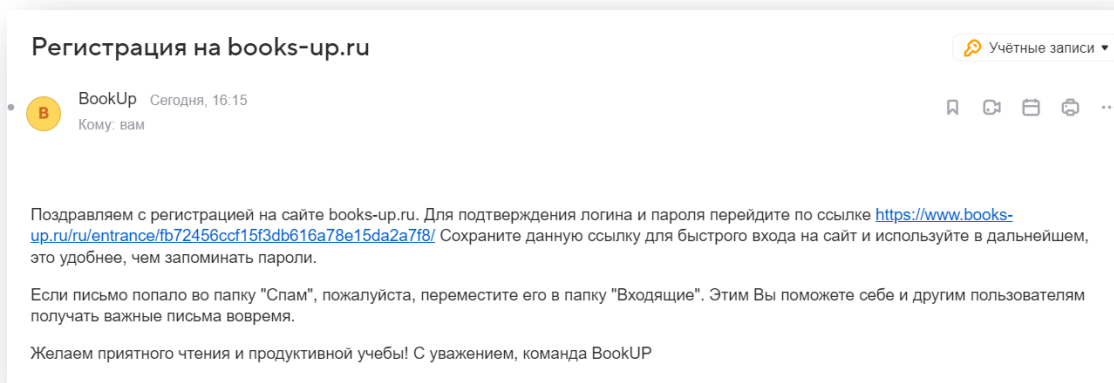 Регистрация на books-up.ru
Учётные записи
B
BookUp Сегодня, 16:15
Кому: вам
Поздравляем с регистрацией на сайте books-up.ru. Для подтверждения логина и пароля перейдите по ссылке https://www.books-
up.ru/ru/entrance/fb72456ccf15f3db616a78e15da2a7f8/ Сохраните данную ссылку для быстрого входа на сайт и используйте в дальнейшем,
это удобнее, чем запоминать пароли.
Если письмо попало во папку "Спам", пожалуйста, переместите его в папку "Входящие". Этим Вы поможете себе и другим пользователям
получать важные письма вовремя.
Желаем приятного чтения и продуктивной учебы! С уважением, команда BookUP